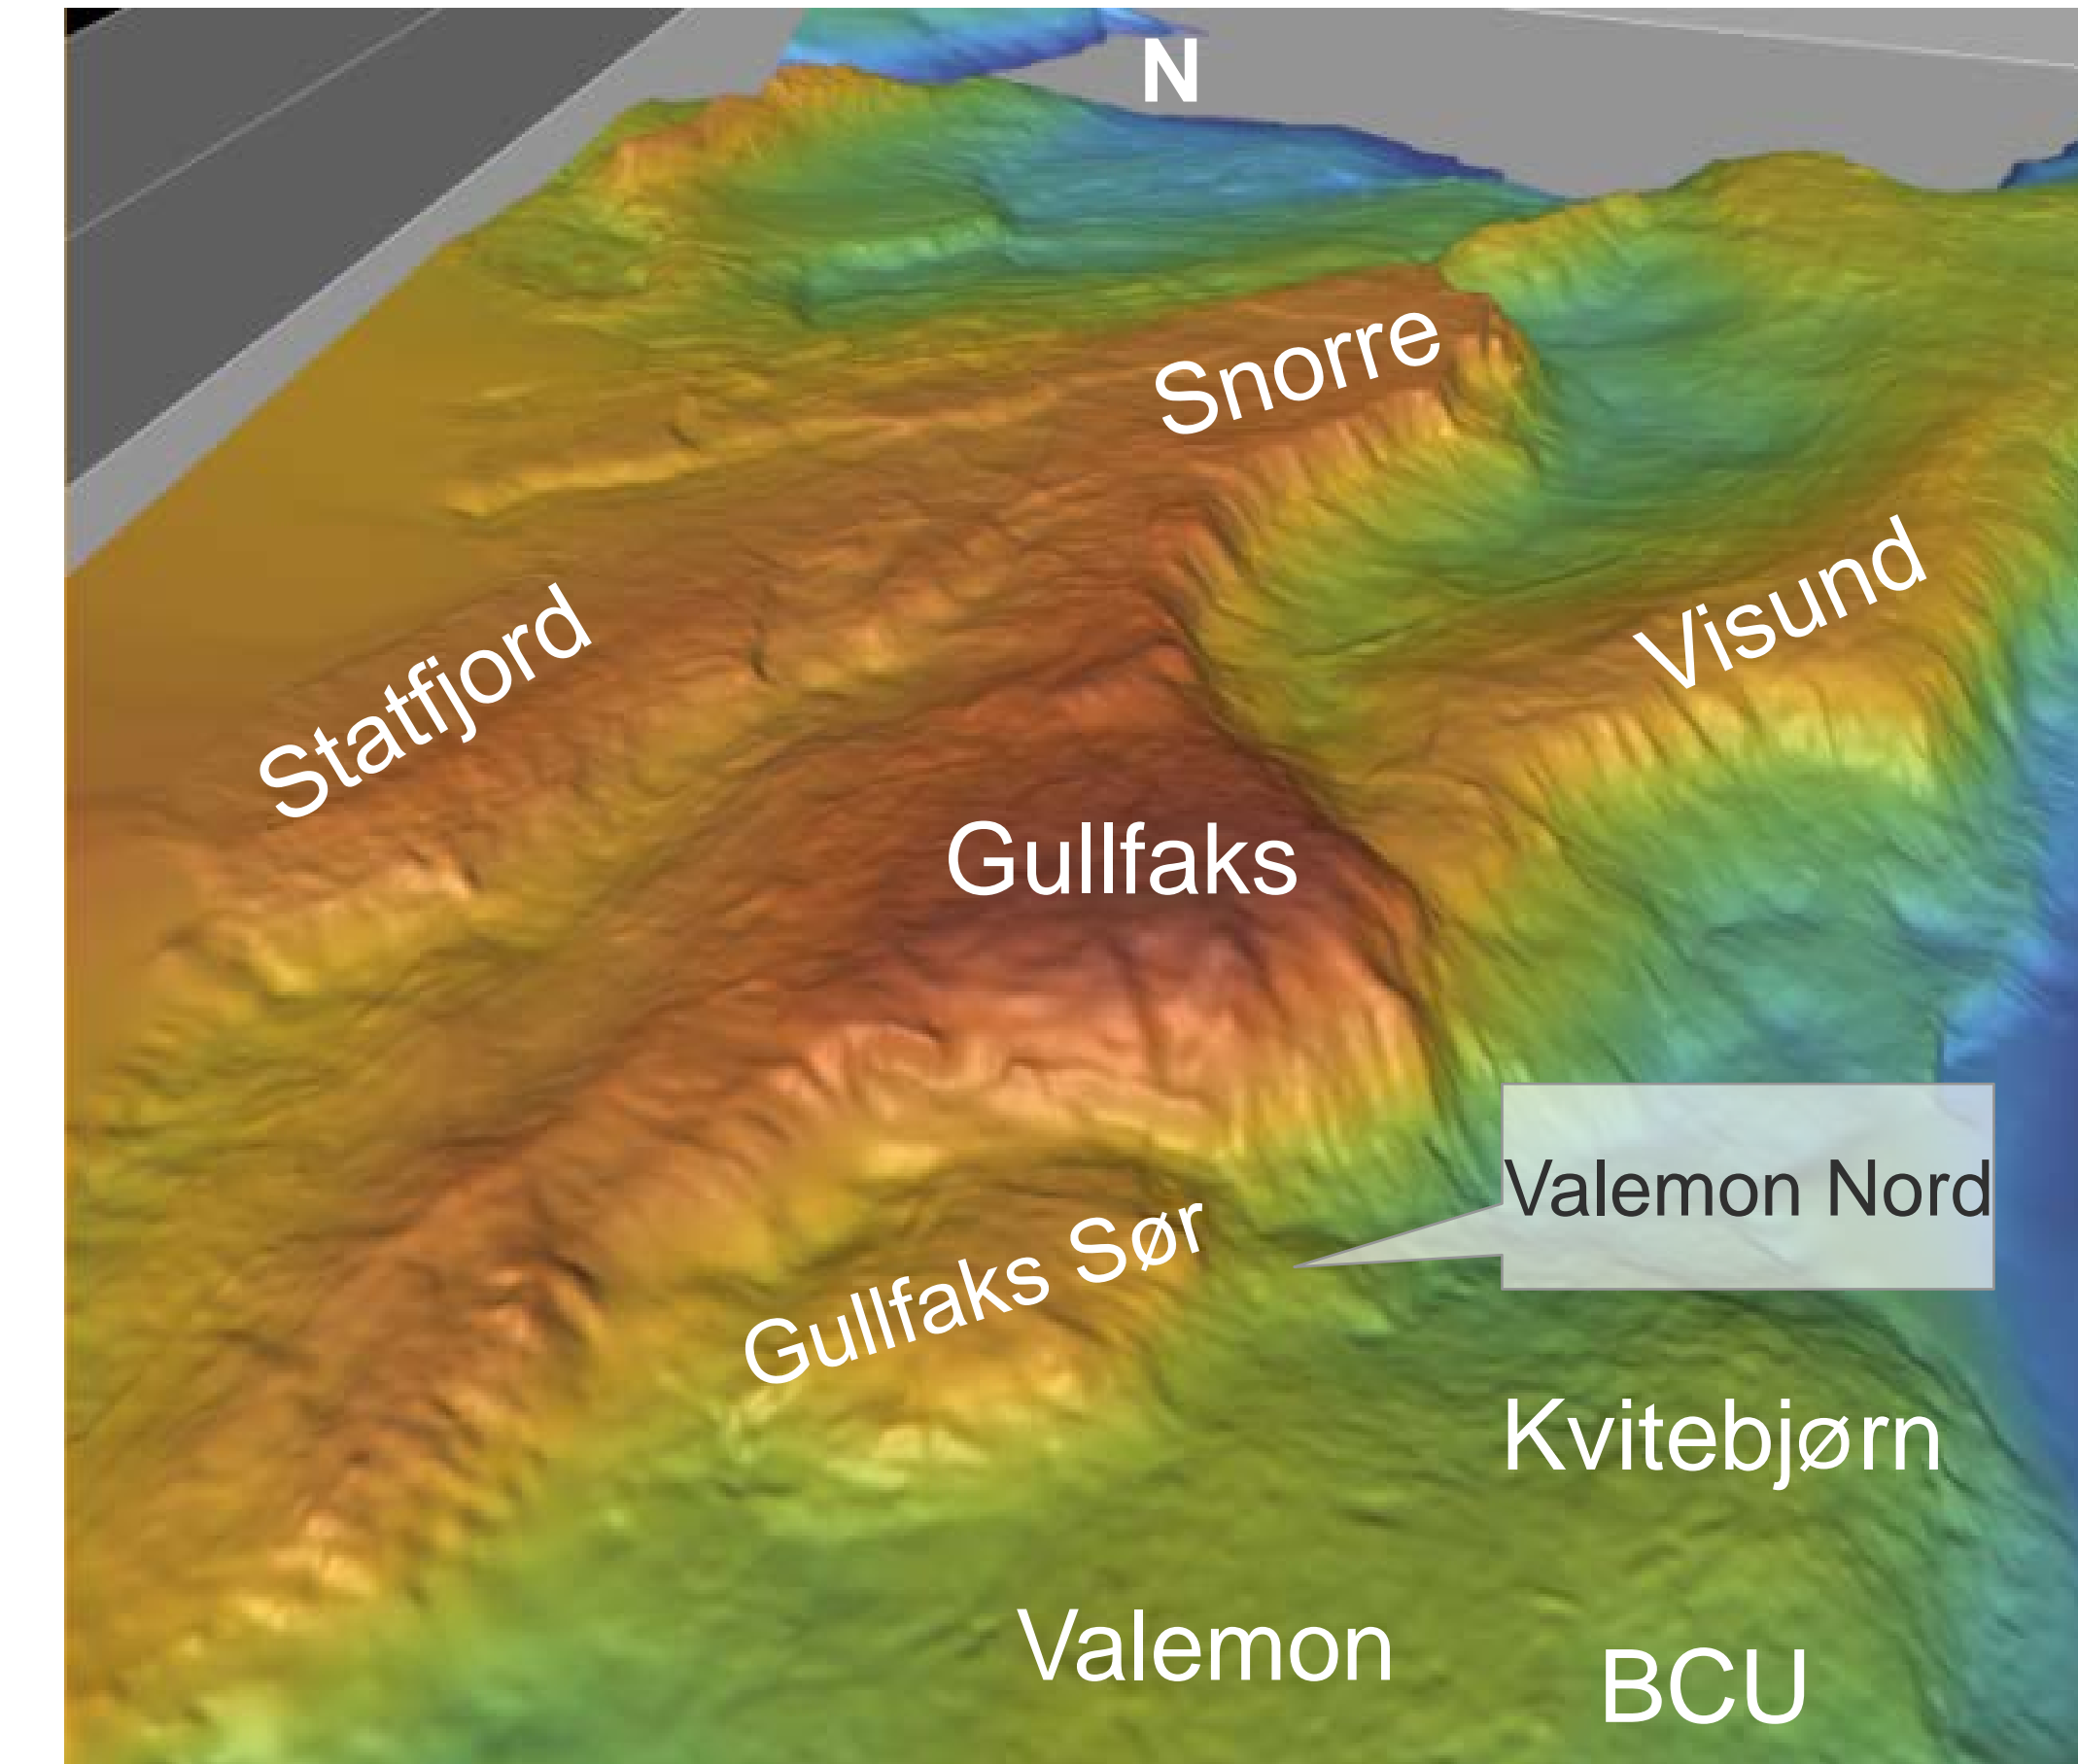 N
Snorre
Visund
Statfjord
Gullfaks
Valemon Nord
Gullfaks Sør
Kvitebjørn
Valemon
BCU